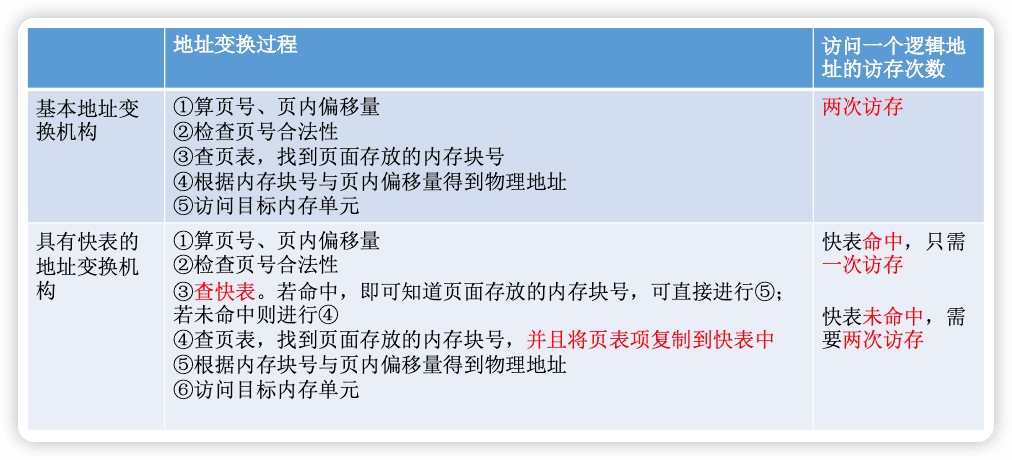 地址变换过程
访问一个逻辑地
址的访存次数
基本地址变
换机构
①算页号、页内偏移量
②检查页号合法性
③查页表，找到页面存放的内存块号
④根据内存块号与页内偏移量得到物理地址
⑤访问目标内存单元
两次访存
具有快表的
地址变换机
构
①算页号、页内偏移量
②检查页号合法性
③查快表。若命中，即可知道页面存放的内存块号，可直接进行⑤；
若未命中则进行④
④查页表，找到页面存放的内存块号，并且将页表项复制到快表中
⑤根据内存块号与页内偏移量得到物理地址
⑥访问目标内存单元
快表命中，只需
一次访存
快表未命中，需
要两次访存